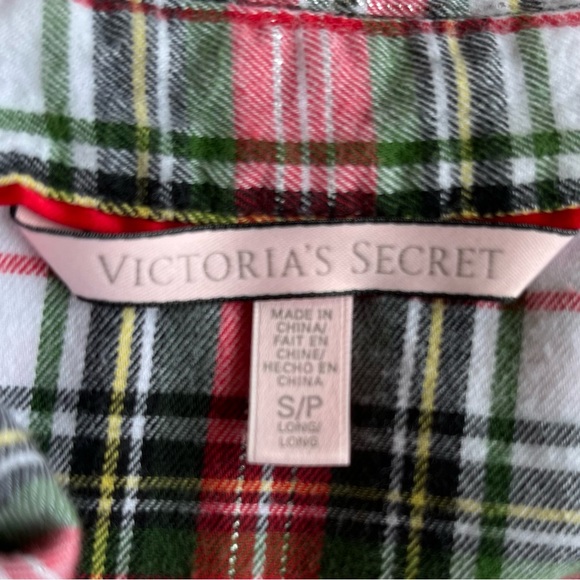 VICTORIA'S SECRET
MADE IN
CHINA/
FAIT EN
CHINE/
HECHO EN
CHINA
S/P
LONG/
LONG